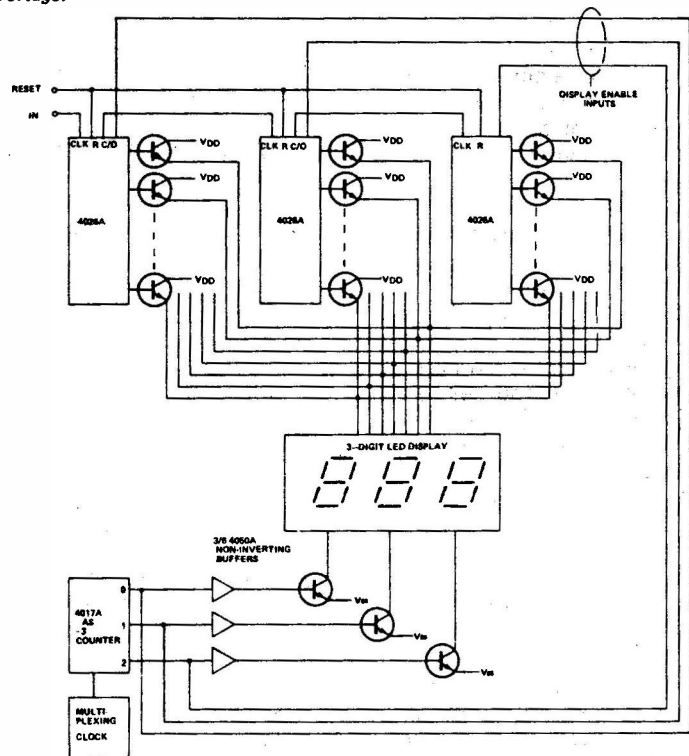 RESET
IN
DISPLAY ENABLE
INPUTS
CLK R C/O
VDD
VDD
4026A
VDD
CLK R C/O
VDD
VDD
4026A
VDD
CLK R
VDD
VDD
4026A
VDD
3-DIGIT LED DISPLAY
888
3/6 4050A
NON-INVERTING
BUFFERS
4017A
AS
-3
COUNTER
0
1
2
Vss
Vss
Vss
MULTI-
PLEXING
CLOCK